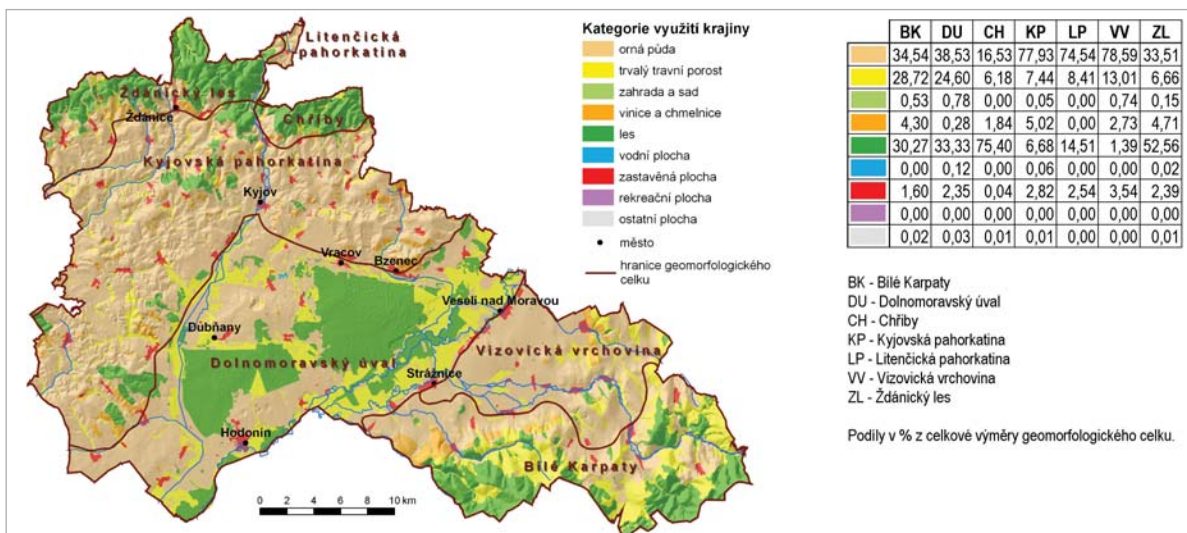 Litenčická
pahorkatina
Ždánický les
Ždánice
Chřiby
Kyjovská pahorkatina
Kyjov
Vracov
Bzenec
Veselí nad Moravou
Dubňany
Vizovická vrchovina
Dolnomoravský úval
Strážnice
Hodonín
Bílé Karpaty
0 2 4 6 8 10 km
Kategorie využití krajiny
orná půda
trvalý travní porost
zahrada a sad
vinice a chmelnice
les
vodní plocha
zastavěná plocha
rekreační plocha
ostatní plocha
město
hranice geomorfologického
celku
BK DU CH KP LP VV ZL
34,54 38,53 16,53 77,93 74,54 78,59 33,51
28,72 24,60 6,18 7,44 8,41 13,01 6,66
0,53 0,78 0,00 0,05 0,00 0,74 0,15
4,30 0,28 1,84 5,02 0,00 2,73 4,71
30,27 33,33 75,40 6,68 14,51 1,39 52,56
0,00 0,12 0,00 0,06 0,00 0,00 0,02
1,60 2,35 0,04 2,82 2,54 3,54 2,39
0,00 0,00 0,00 0,00 0,00 0,00 0,00
0,02 0,03 0,01 0,01 0,00 0,00 0,01
BK - Bílé Karpaty
DU - Dolnomoravský úval
CH - Chřiby
KP - Kyjovská pahorkatina
LP - Litenčická pahorkatina
VV - Vizovická vrchovina
ZL - Ždánický les
Podíly v % z celkové výměry geomorfologického celku.